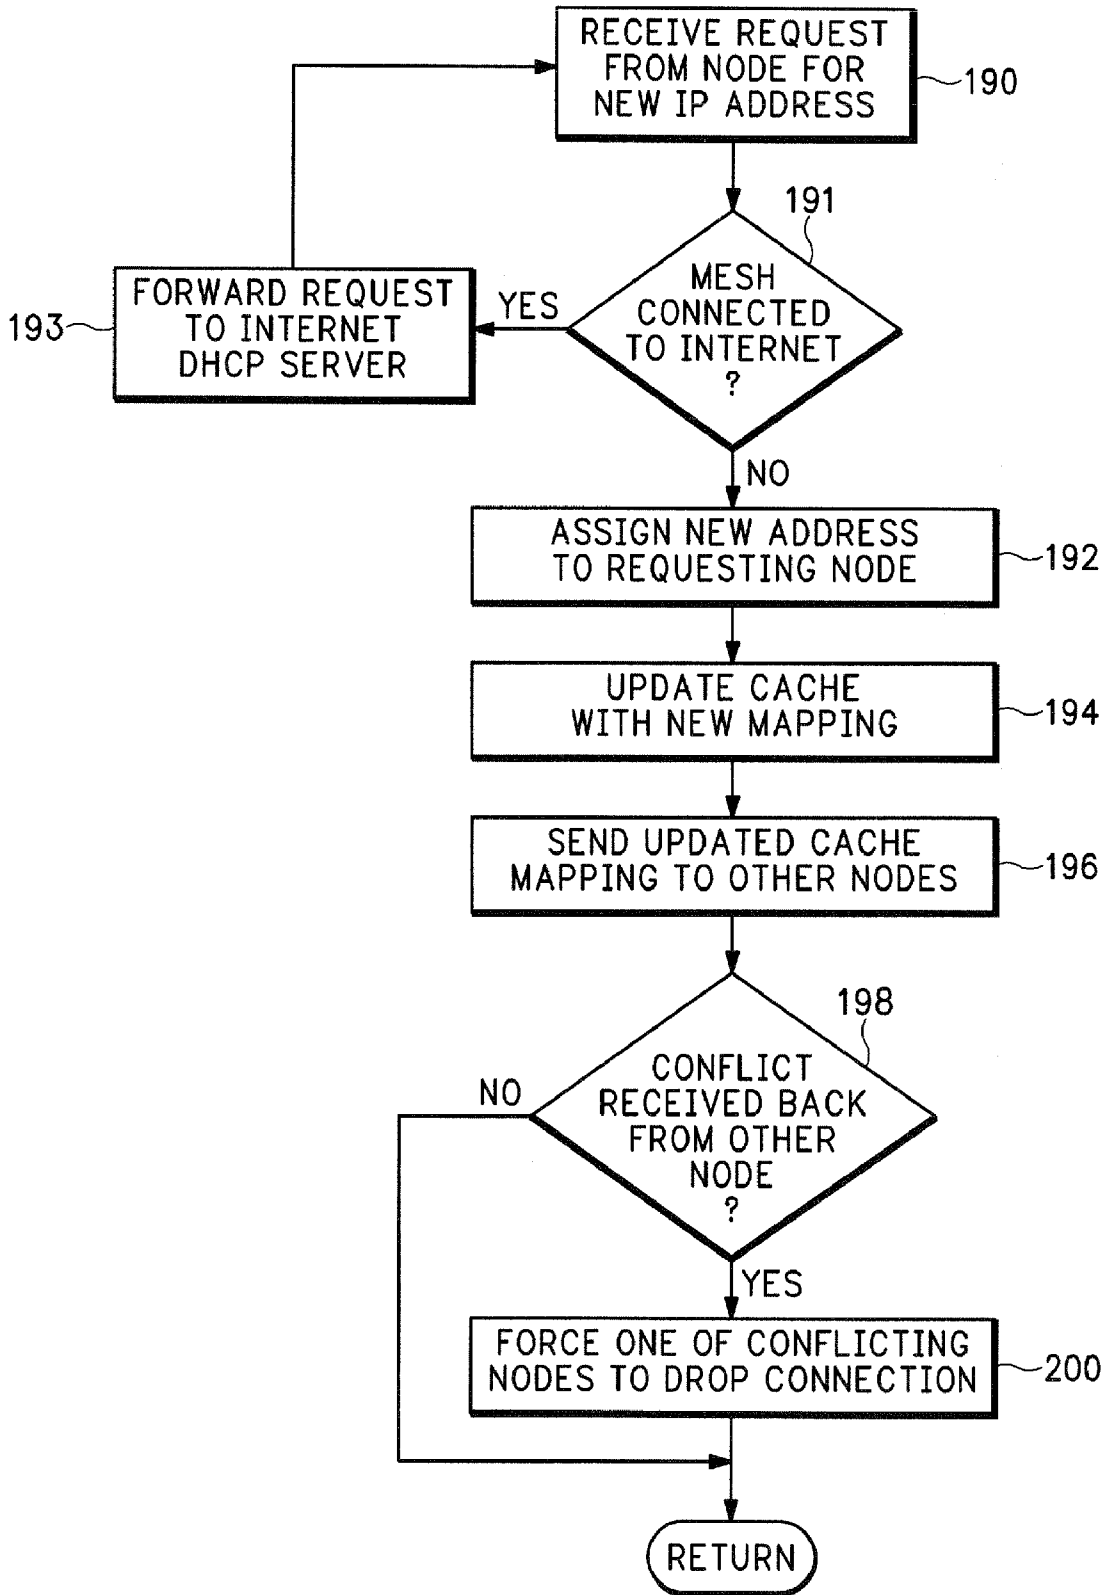 RECEIVE REQUEST
FROM NODE FOR
NEW IP ADDRESS
190
191
MESH
CONNECTED
TO INTERNET
?
YES
FORWARD REQUEST
TO INTERNET
DHCP SERVER
193
NO
ASSIGN NEW ADDRESS
TO REQUESTING NODE
192
UPDATE CACHE
WITH NEW MAPPING
194
SEND UPDATED CACHE
MAPPING TO OTHER NODES
196
198
CONFLICT
RECEIVED BACK
FROM OTHER
NODE
?
NO
YES
FORCE ONE OF CONFLICTING
NODES TO DROP CONNECTION
200
RETURN